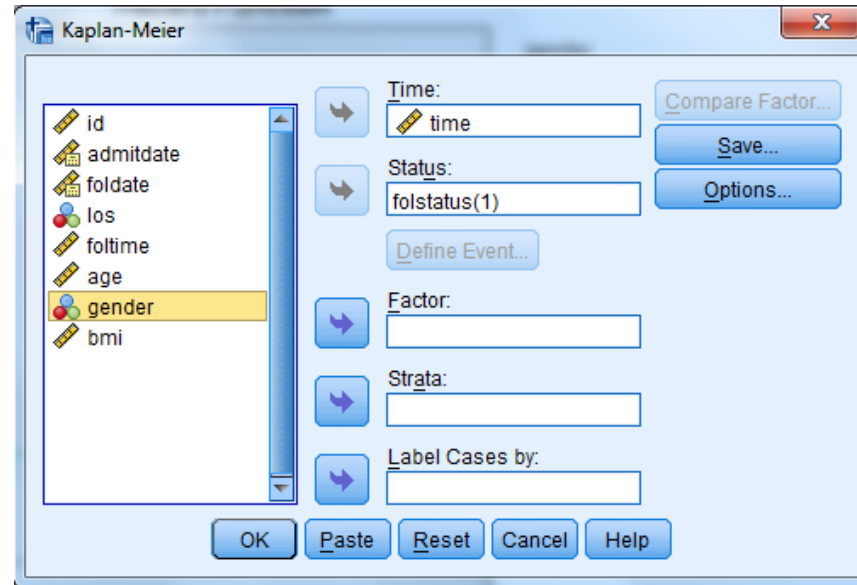 Kaplan-Meier
id
admitdate
foldate
los
foltime
age
gender
bmi
Time:
time
Status:
folstatus(1)
Define Event...
Factor:
Strata:
Label Cases by:
Compare Factor...
Save...
Options...
OK Paste Reset Cancel Help